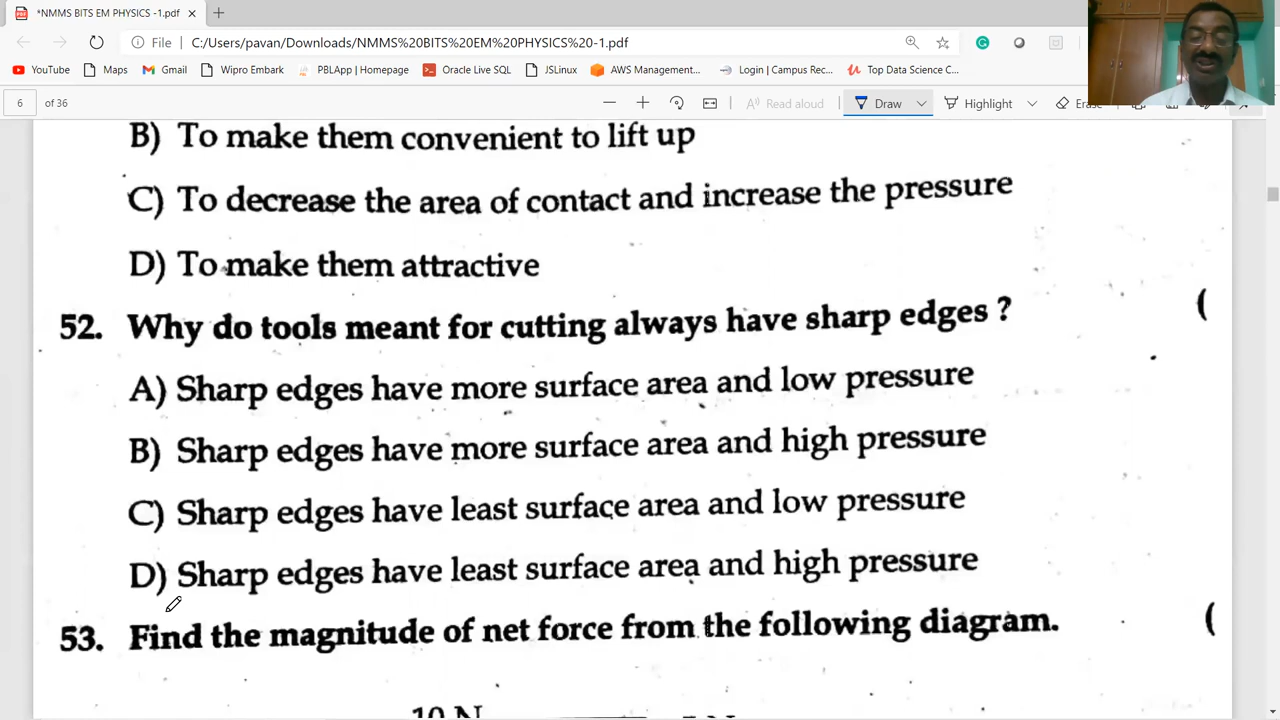 *NMMS BITS EM PHYSICS -1.pdf
File C:/Users/pavan/Downloads/NMMS%20BITS%20EM%20PHYSICS%20-1.pdf
YouTube Maps Gmail Wipro Embark PBLApp | Homepage Oracle Live SQL JSLinux AWS Management... Login | Campus Rec... Top Data Science C...
6 of 36 Read aloud Draw Highlight Erase
B) To make them convenient to lift up
C) To decrease the area of contact and increase the pressure
D) To make them attractive
52. Why do tools meant for cutting always have sharp edges ? (
A) Sharp edges have more surface area and low pressure
B) Sharp edges have more surface area and high pressure
C) Sharp edges have least surface area and low pressure
D) Sharp edges have least surface area and high pressure
53. Find the magnitude of net force from the following diagram. (
10 N